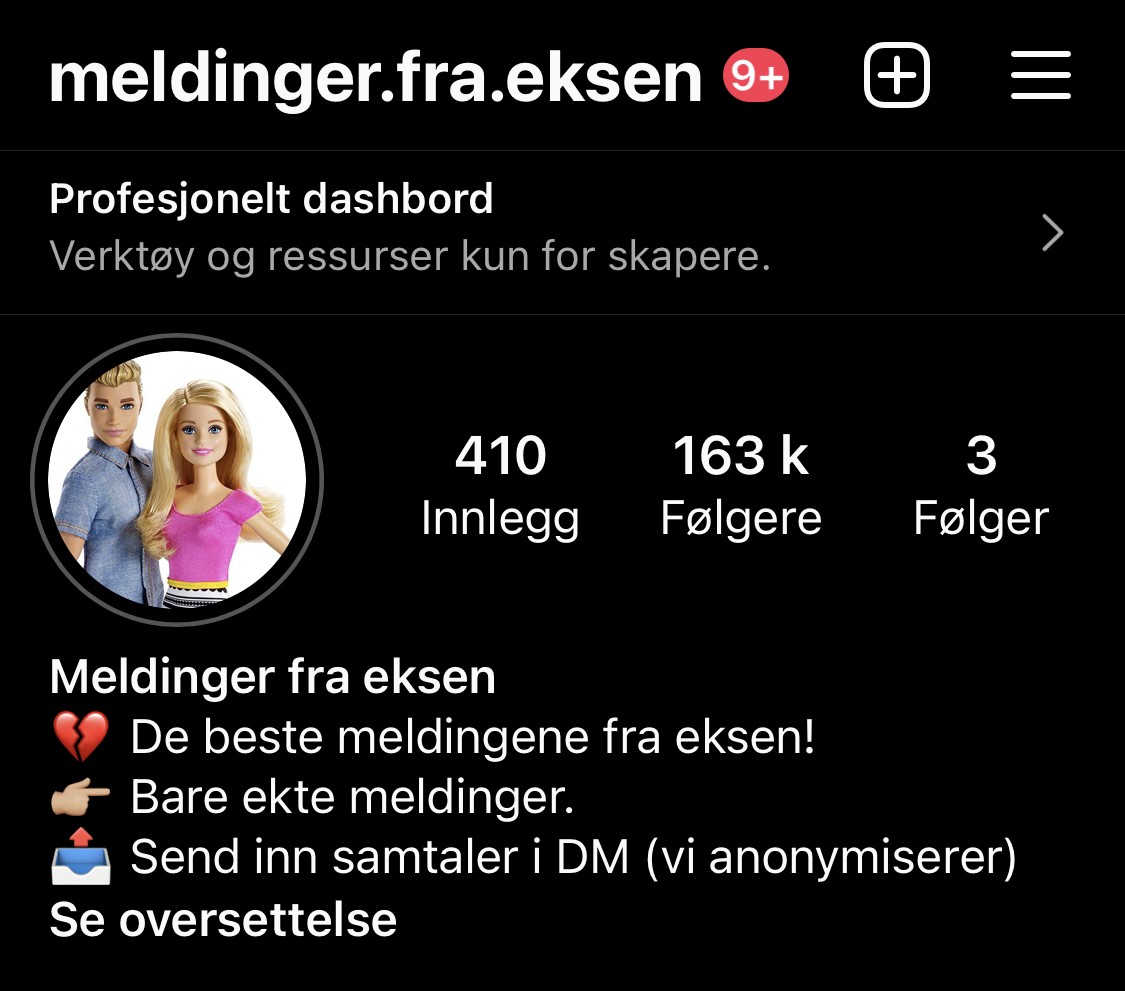 meldinger.fra.eksen 9+
Profesjonelt dashbord
Verktøy og ressurser kun for skapere.
410 163 k 3
Innlegg Følgere Følger
Meldinger fra eksen
💔 De beste meldingene fra eksen!
👉🏼 Bare ekte meldinger.
📤 Send inn samtaler i DM (vi anonymiserer)
Se oversettelse